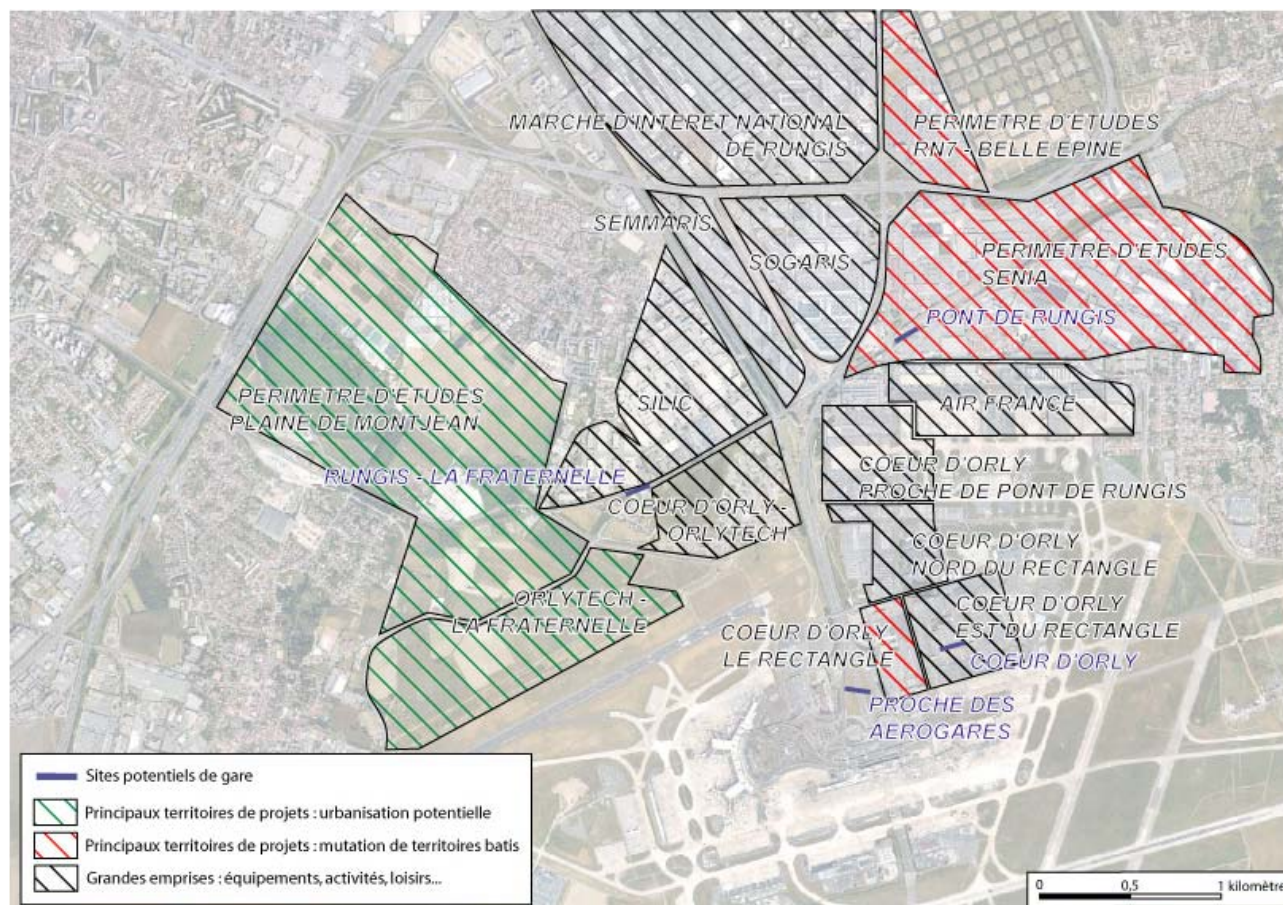 MARCHE D'INTERET NATIONAL
DE RUNGIS
PERIMETRE D'ETUDES
RN7 - BELLE EPINE
SEMMARIS
SOGARIS
PERIMETRE D'ETUDES
SENIA
PONT DE RUNGIS
PERIMETRE D'ETUDES
PLAINE DE MONTJEAN
SILIC
AIR FRANCE
RUNGIS - LA FRATERNELLE
COEUR D'ORLY -
ORLYTECH
COEUR D'ORLY
PROCHE DE PONT DE RUNGIS
COEUR D'ORLY
NORD DU RECTANGLE
ORLYTECH -
LA FRATERNELLE
COEUR D'ORLY
EST DU RECTANGLE
COEUR D'ORLY
LE RECTANGLE
COEUR D'ORLY
PROCHE DES
AEROGARES
Sites potentiels de gare
Principaux territoires de projets : urbanisation potentielle
Principaux territoires de projets : mutation de territoires batis
Grandes emprises : équipements, activités, loisirs...
0 0,5 1 kilomètre